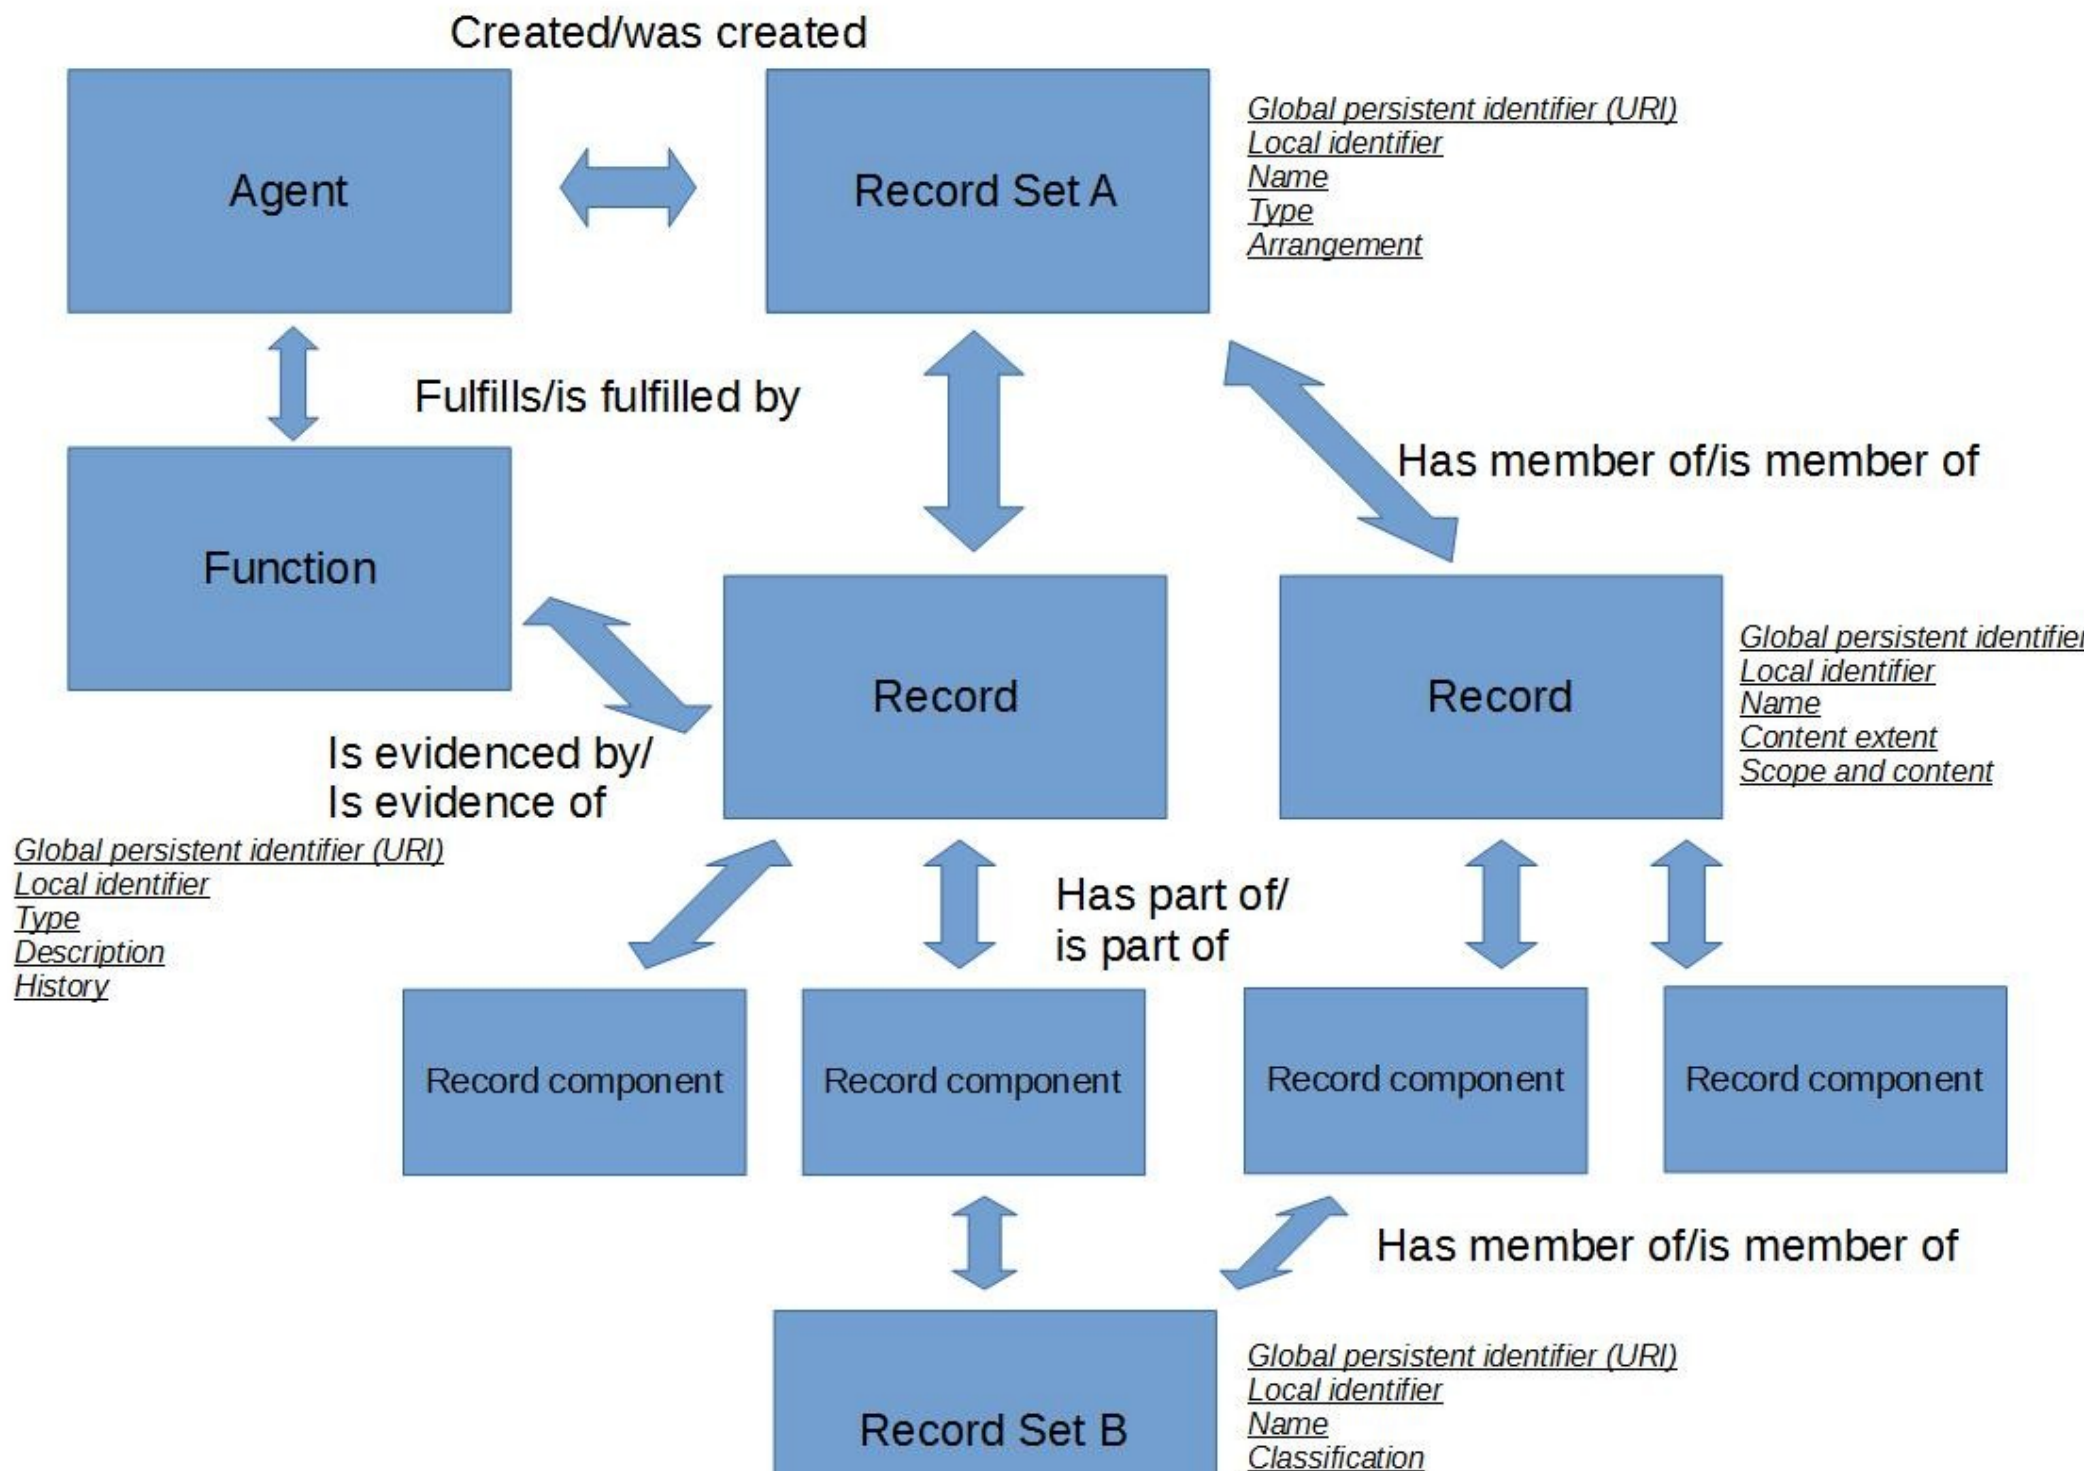 Created/was created
Agent
Record Set A
Global persistent identifier (URI)
Local identifier
Name
Type
Arrangement
Fulfills/is fulfilled by
Has member of/is member of
Function
Record
Record
Global persistent identifier
Local identifier
Name
Content extent
Scope and content
Is evidenced by/
Is evidence of
Global persistent identifier (URI)
Local identifier
Type
Description
History
Has part of/
is part of
Record component
Record component
Record component
Record component
Has member of/is member of
Record Set B
Global persistent identifier (URI)
Local identifier
Name
Classification